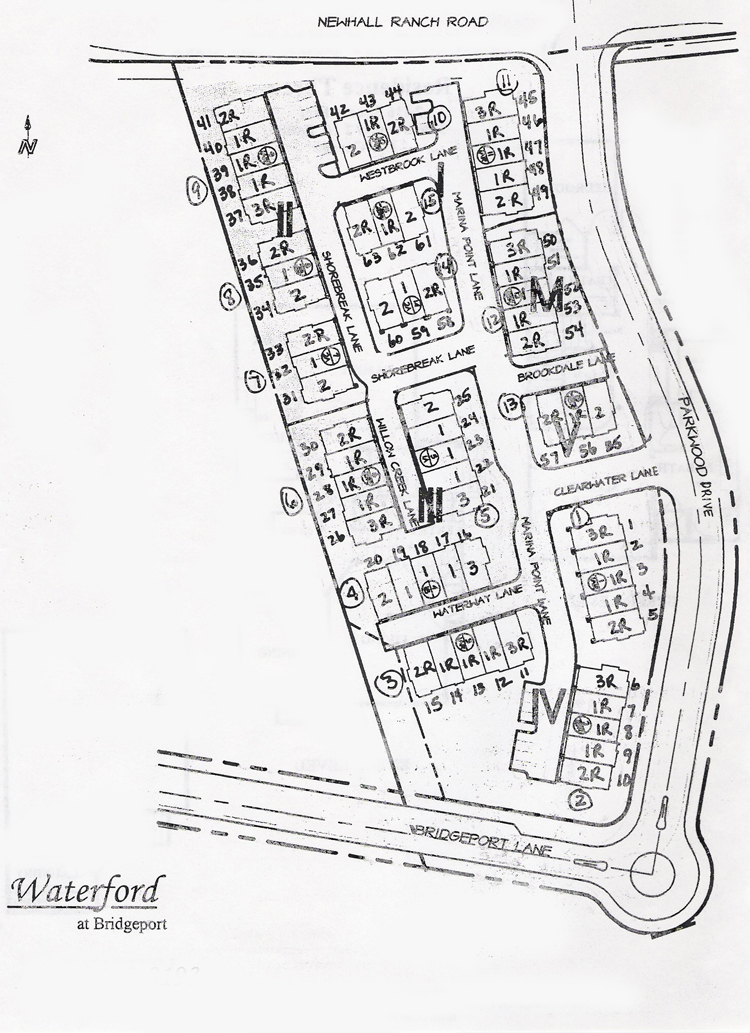 NEWHALL RANCH ROAD
N
41 2R
40 1R
39 1R
38 1R
37 3R
9
II
42 43 44
2 1R 2R
10
WESTBROOK LANE
11
3R 45
1R 46
1R 47
1R 48
2R 49
MARINA POINT LANE
15
2R 1R 2
63 62 61
14
2 1 2R
60 59 58
36 2R
35 1
34 2
8
SHOREBREAK LANE
3R 50
1R 51
53
1R
2R 54
12
33 2R
32 1
31 2
7
SHOREBREAK LANE
BROOKDALE LANE
13
2R 1R 2
57 56 55
V
PARKWOOD DRIVE
2 25
1 24
1 23
1 22
3 21
5
III
WILLOW CREEK LANE
30 2R
29 1R
28 1R
27 1R
26 3R
6
CLEARWATER LANE
1
3R 1
1R 2
1R 3
1R 4
2R 5
MARINA POINT LANE
20 19 18 17 16
2 1 1 1 3
4
WATERWAY LANE
3
2R 1R 1R 1R 3R
15 14 13 12 11
IV
3R 6
1R 7
1R 8
1R 9
2R 10
2
BRIDGEPORT LANE
Waterford
at Bridgeport